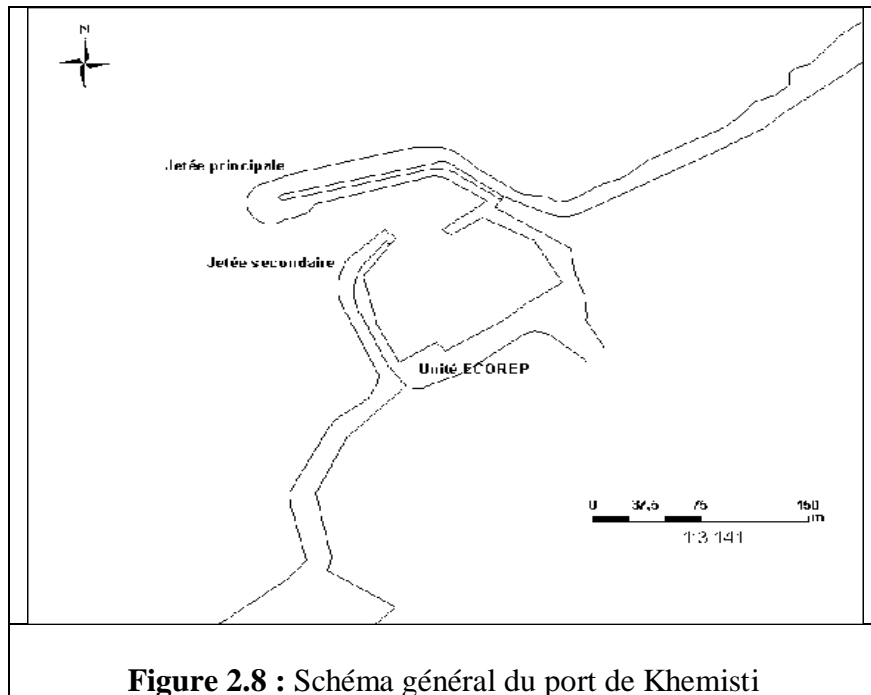 N
Jetée principale
Jetée secondaire
Unité ECOREP
0 37,5 75 150
m
1:3 141
Figure 2.8 : Schéma général du port de Khemisti